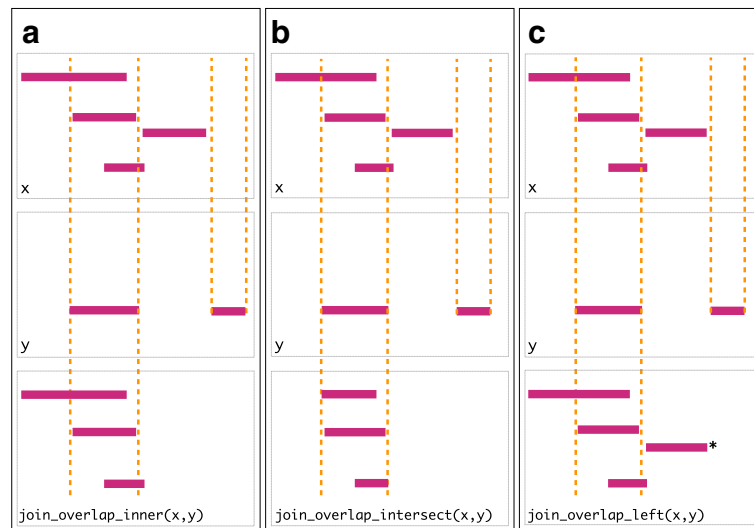 a
x
y
join_overlap_inner(x,y)
b
x
y
join_overlap_intersect(x,y)
c
x
y
*
join_overlap_left(x,y)